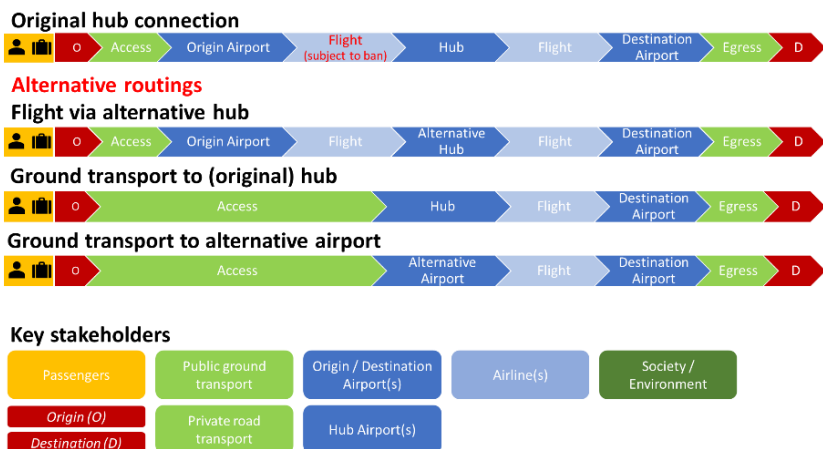 Original hub connection
O Access Origin Airport Flight (subject to ban) Hub Flight Destination Airport Egress D
Alternative routings
Flight via alternative hub
O Access Origin Airport Flight Alternative Hub Flight Destination Airport Egress D
Ground transport to (original) hub
O Access Hub Flight Destination Airport Egress D
Ground transport to alternative airport
O Access Alternative Airport Flight Destination Airport Egress D
Key stakeholders
Passengers
Public ground transport
Origin / Destination Airport(s)
Airline(s)
Society / Environment
Origin (O)
Destination (D)
Private road transport
Hub Airport(s)